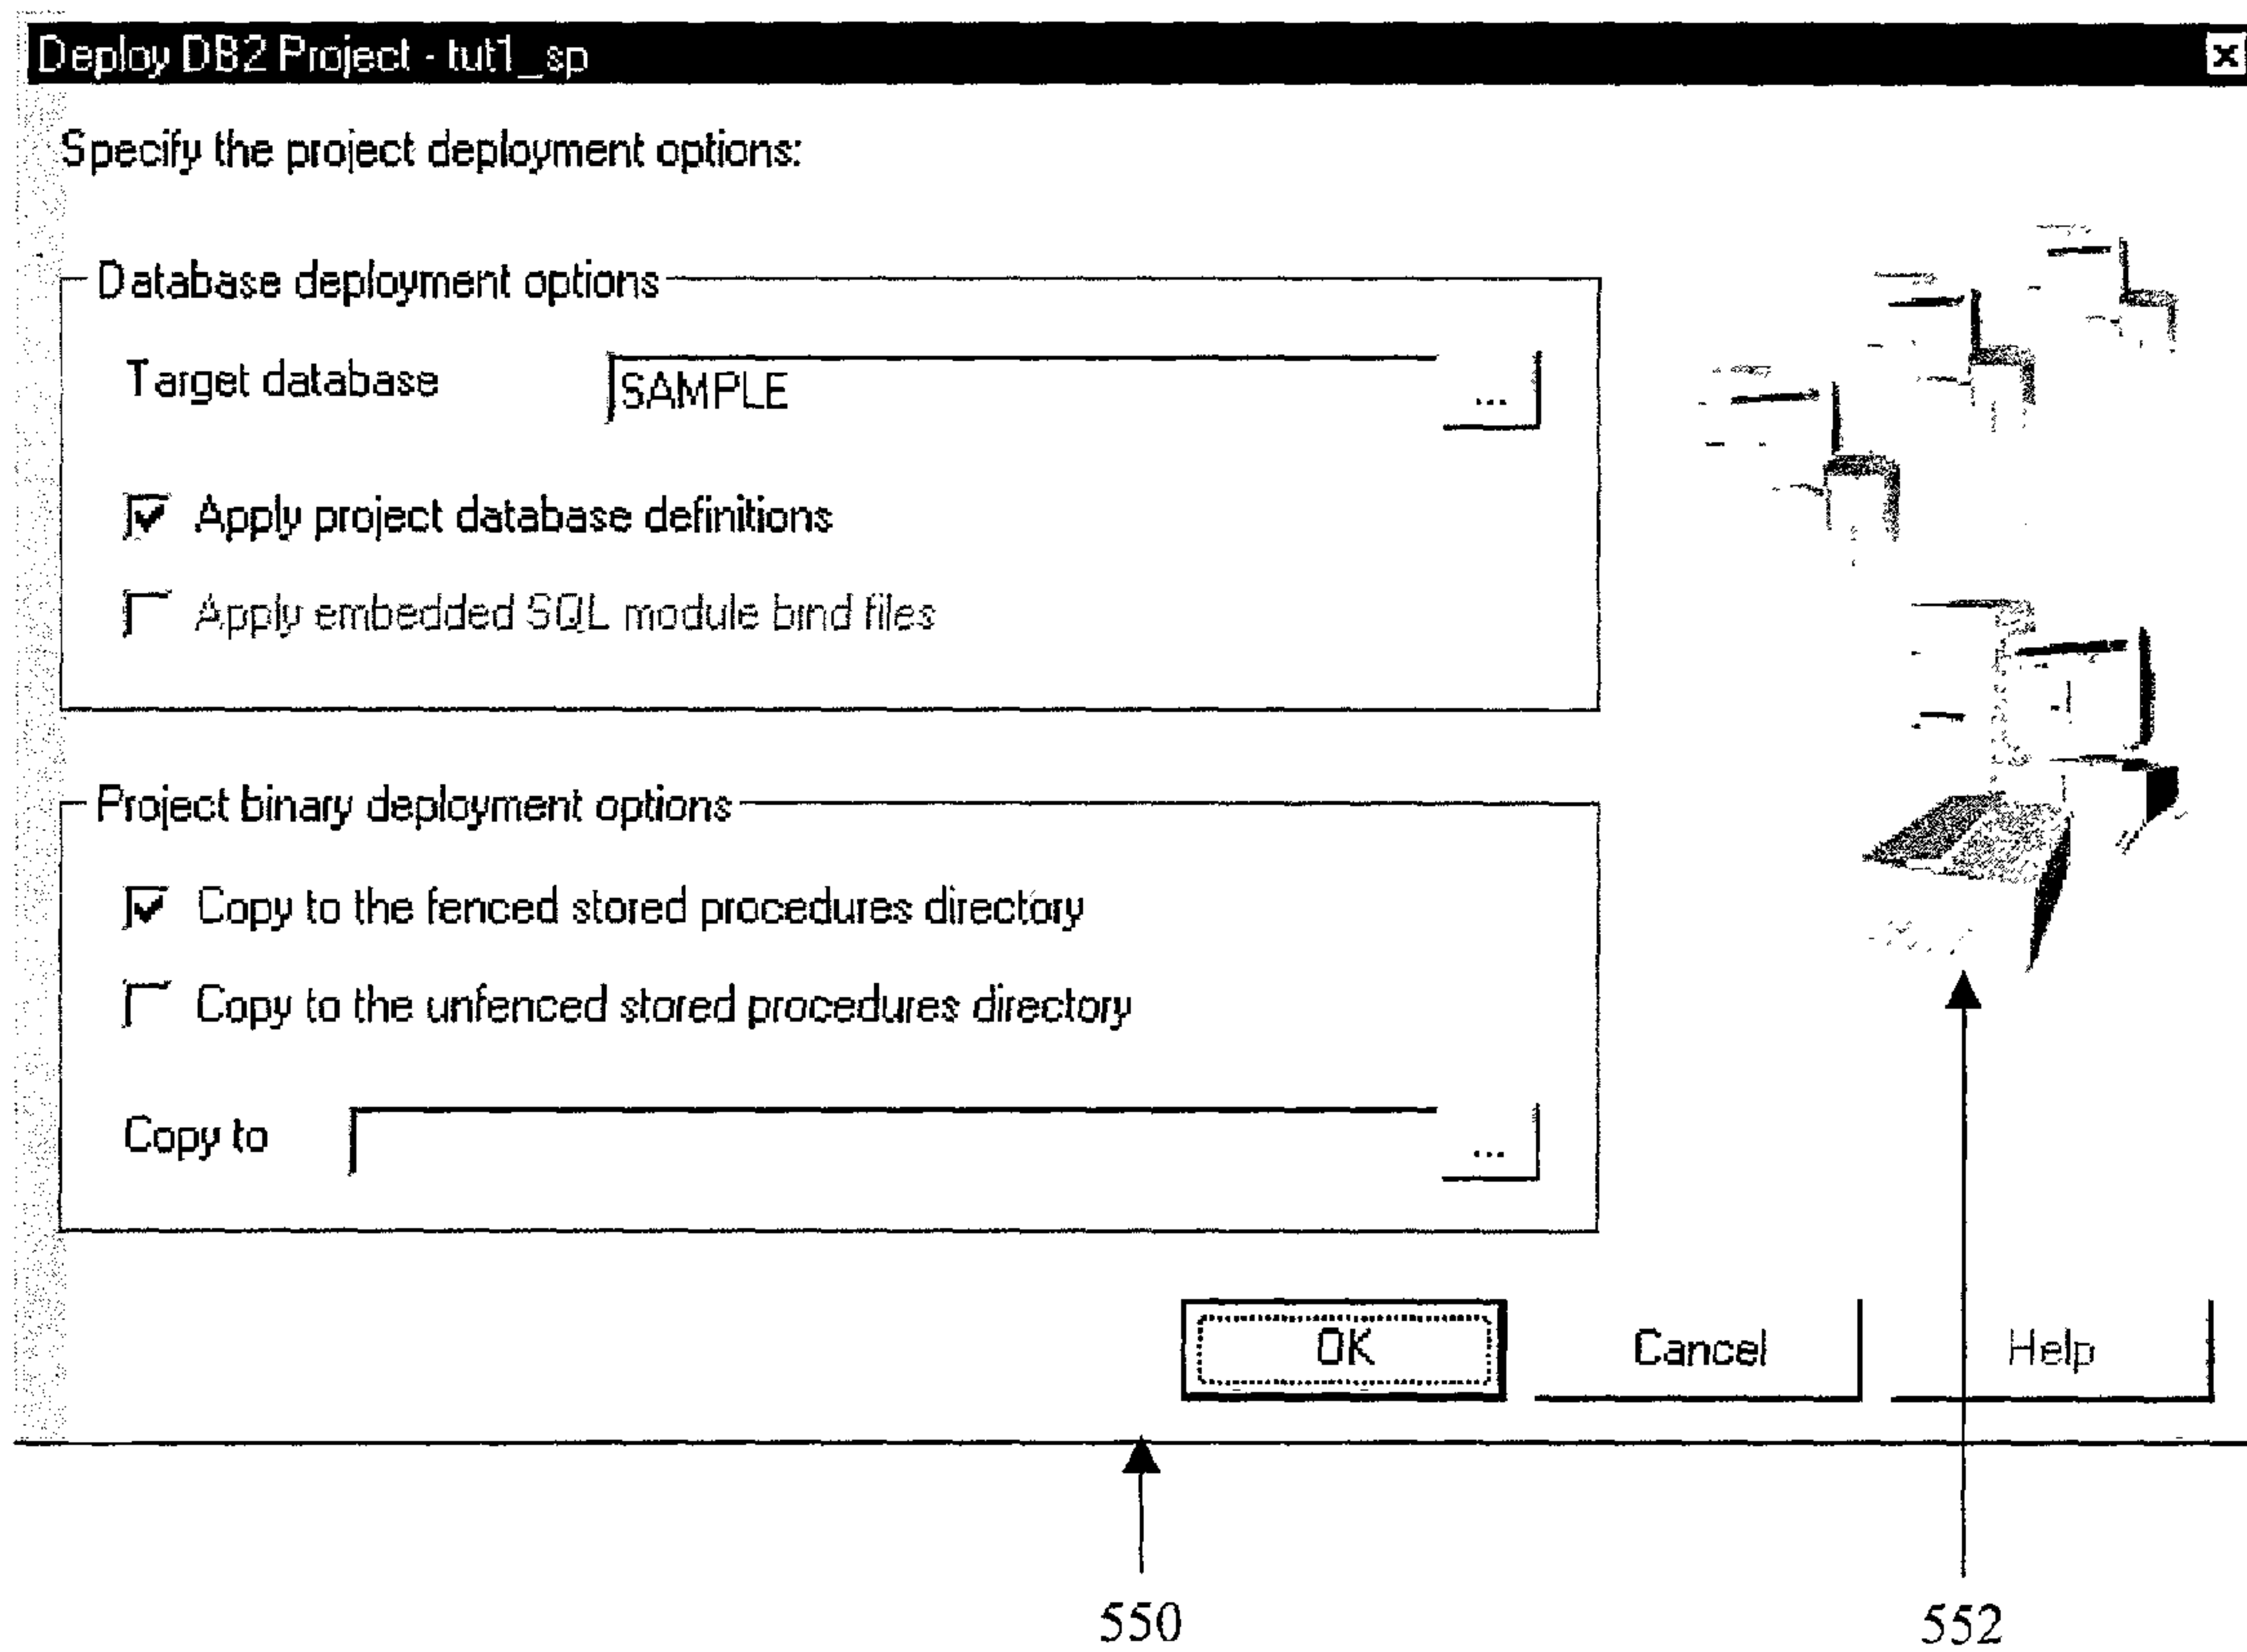 Deploy DB2 Project - tut1_sp
Specify the project deployment options:
Database deployment options
Target database
SAMPLE
...
Apply project database definitions
Apply embedded SQL module bind files
Project binary deployment options
Copy to the fenced stored procedures directory
Copy to the unfenced stored procedures directory
Copy to
...
OK Cancel Help
550 552